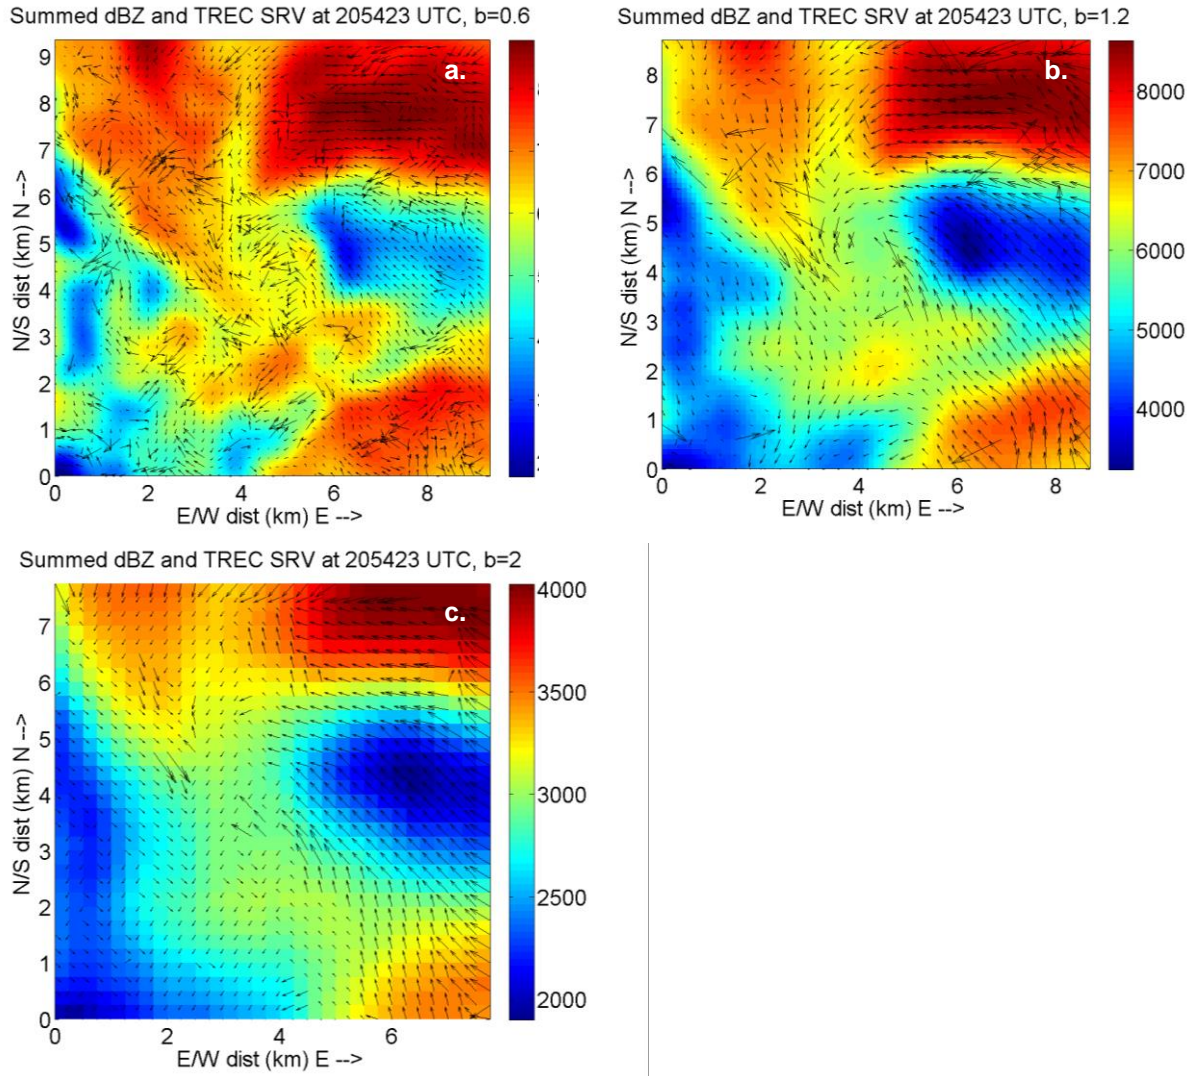 Summed dBZ and TREC SRV at 205423 UTC, b=0.6
a.
9
8
7
6
5
4
3
2
1
0
N/S dist (km) N -->
0 2 4 6 8
E/W dist (km) E -->
Summed dBZ and TREC SRV at 205423 UTC, b=1.2
b.
8
7
6
5
4
3
2
1
0
N/S dist (km) N -->
0 2 4 6 8
E/W dist (km) E -->
8000
7000
6000
5000
4000
Summed dBZ and TREC SRV at 205423 UTC, b=2
c.
7
6
5
4
3
2
1
0
N/S dist (km) N -->
0 2 4 6
E/W dist (km) E -->
4000
3500
3000
2500
2000